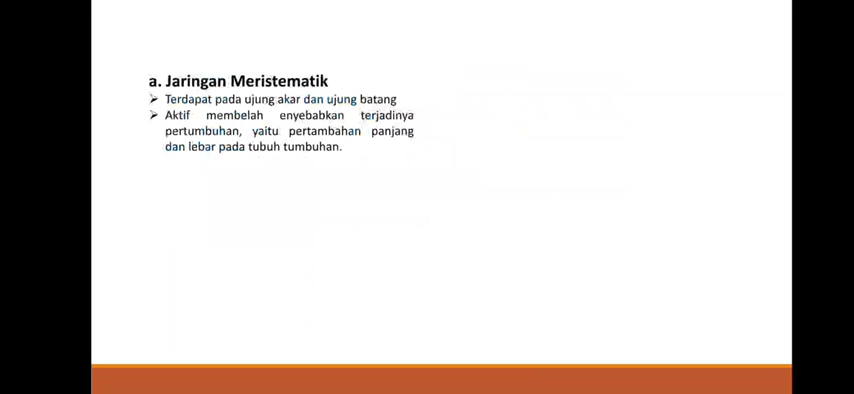 a. Jaringan Meristematik
➢ Terdapat pada ujung akar dan ujung batang
➢ Aktif membelah enyebabkan terjadinya
pertumbuhan, yaitu pertambahan panjang
dan lebar pada tubuh tumbuhan.